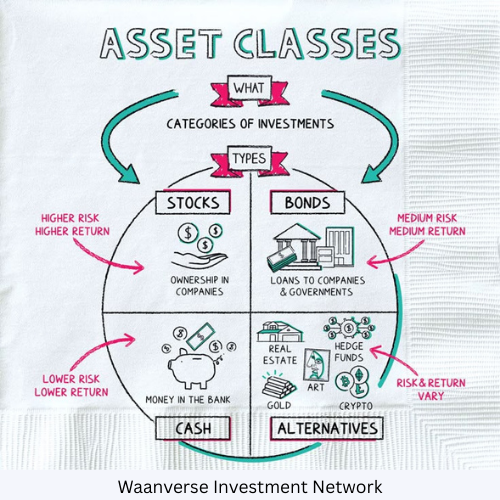 ASSET CLASSES
WHAT
CATEGORIES OF INVESTMENTS
TYPES
STOCKS
BONDS
HIGHER RISK
HIGHER RETURN
MEDIUM RISK
MEDIUM RETURN
OWNERSHIP IN
COMPANIES
LOANS TO COMPANIES
& GOVERNMENTS
LOWER RISK
LOWER RETURN
MONEY IN THE BANK
CASH
REAL
ESTATE
HEDGE
FUNDS
ART
GOLD
CRYPTO
RISK & RETURN
VARY
ALTERNATIVES
Waanverse Investment Network